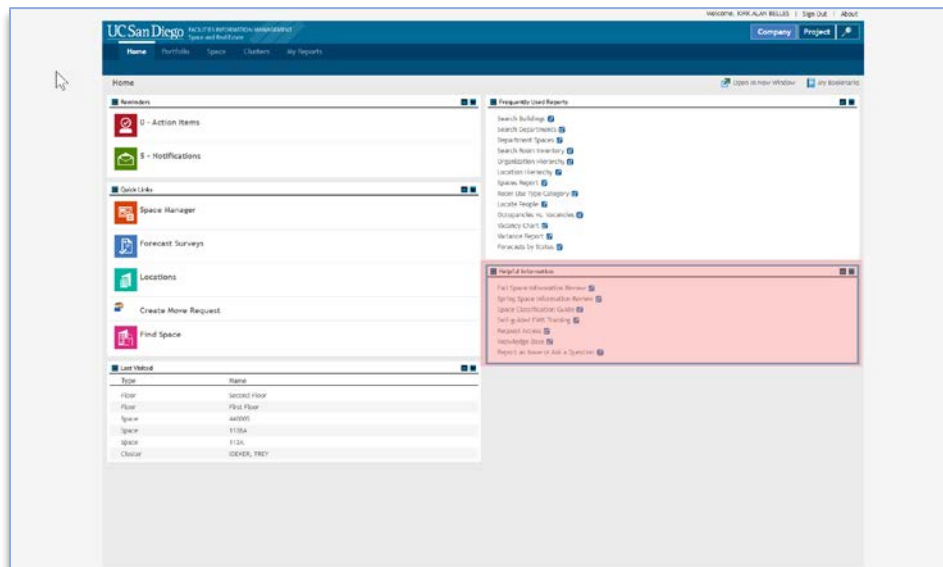 Welcome, KIRK ALAN BELLES | Sign Out | About
UC San Diego FACILITIES INFORMATION MANAGEMENT
Space and Real Estate
Company Project
Home Portfolio Space Clusters My Reports
Home
Open in New Window My Bookmarks
Reminders
0 - Action Items
5 - Notifications
Quick Links
Space Manager
Forecast Surveys
Locations
Create Move Request
Find Space
Last Visited
Type Name
Floor Second Floor
Floor First Floor
Space
Space 1128A
Space 112A
Cluster IDEKER, TREY
Frequently Used Reports
Search Buildings
Search Departments
Department Spaces
Search Room Inventory
Organization Hierarchy
Location Hierarchy
Spaces Report
Room Use Type Category
Locate People
Occupancies vs. Vacancies
Vacancy Chart
Variance Report
Forecasts by Status
Helpful Information
Fall Space Information Review
Spring Space Information Review
Space Classification Guide
Self-guided FIMS Training
Request Access
Knowledge Base
Report an Issue or Ask a Question